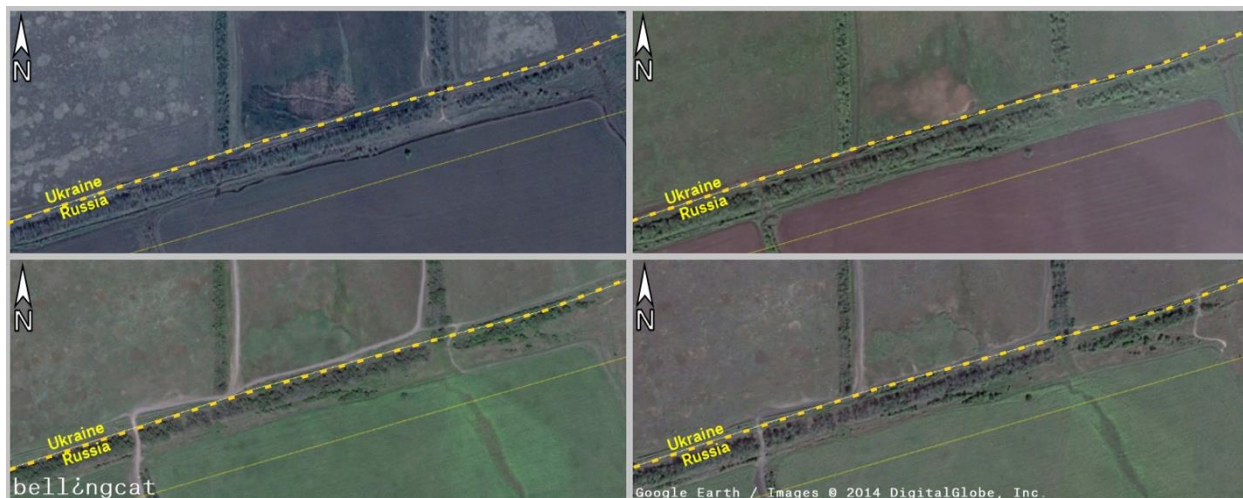 N
N
Ukraine
Russia
Ukraine
Russia
N
N
Ukraine
Russia
Ukraine
Russia
bell¿ngcat
Google Earth / Images © 2014 DigitalGlobe, Inc.